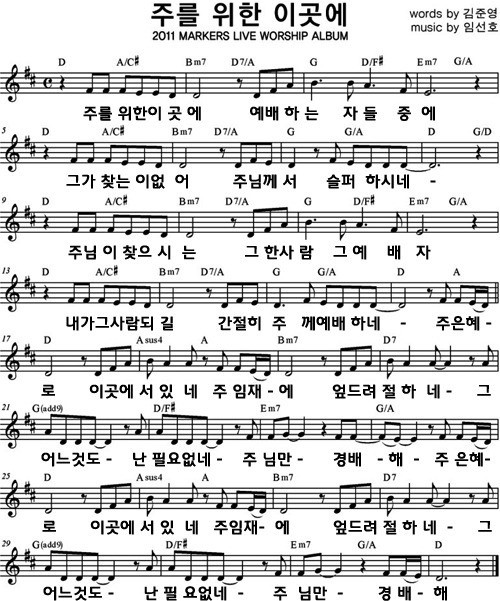 주를 위한 이곳에
2011 MARKERS LIVE WORSHIP ALBUM
words by 김준영
music by 임선호
D A/C# Bm7 D7/A G D/F# Em7 G/A
주를 위한이 곳 에 예배 하는 자 들 중 에
5 D A/C# Bm7 D7/A G G/A D G/D
그가 찾는 이없 어 주님께 서 슬퍼 하시네 -
9 D A/C# Bm7 D7/A G D/F# Em7 G/A
주님 이 찾으 시 는 그 한사 람 그 예 배 자
13 D A/C# Bm7 D7/A G G/A D A
내가그사람되 길 간절히 주 께예배 하네 - 주은혜 -
17 D Asus4 A Bm7 D/A
로 이곳에 서 있 네 주 임재 - 에 엎드려 절 하 네 - 그
21 G(add9) D/F# Em7 G/A
어느것도 - 난 필요없네 - 주 님만 - 경배 - 해 - 주 은혜 -
25 D Asus4 A Bm7 D/A
로 이곳에 서 있 네 주임재 - 에 엎드려 절 하 네 - 그
29 G(add9) D/F# Em7 G/A D
어느것도 - 난 필 요없네 - 주 님만 - 경 배 - 해